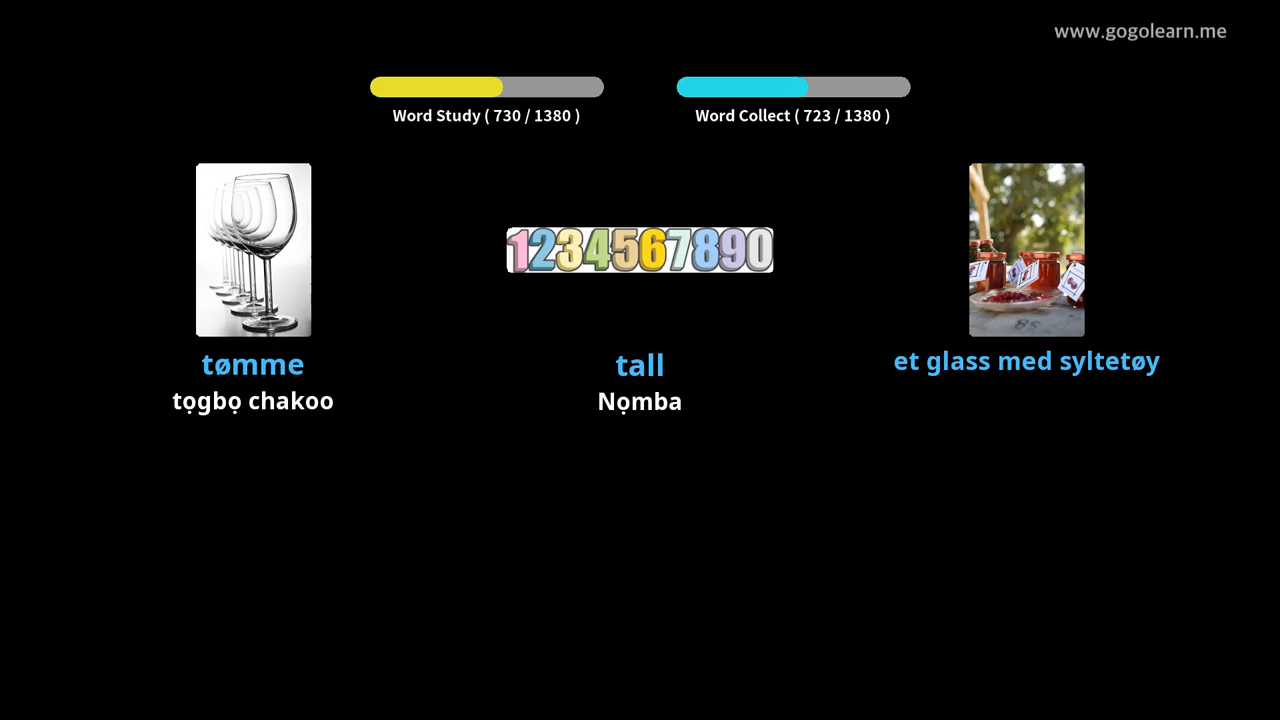 www.gogolearn.me
Word Study ( 730 / 1380 )
Word Collect ( 723 / 1380 )
1234567890
tømme
tọgbọ chakoo
tall
Nọmba
et glass med syltetøy